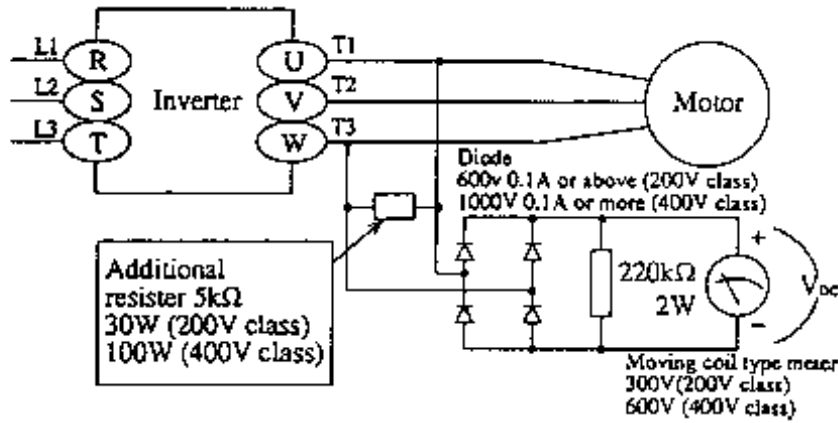 L1 R U T1
L2 S Inverter V T2 Motor
L3 T W T3
Diode
600v 0.1A or above (200V class)
1000V 0.1A or more (400V class)
Additional
resister 5kΩ
30W (200V class)
100W (400V class)
220kΩ
2W
+
VDC
−
Moving coil type meter
300V(200V class)
600V (400V class)